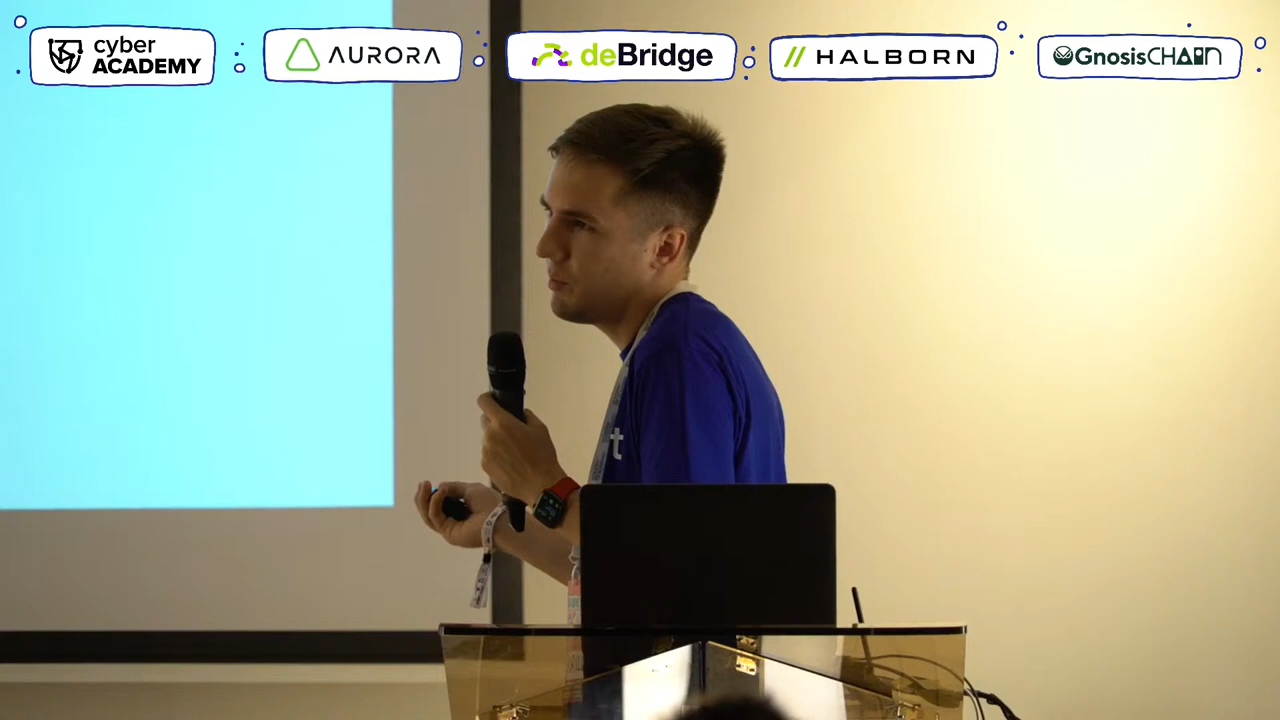 cyber
ACADEMY
AURORA
deBridge
HALBORN
GnosisCHAIN
t